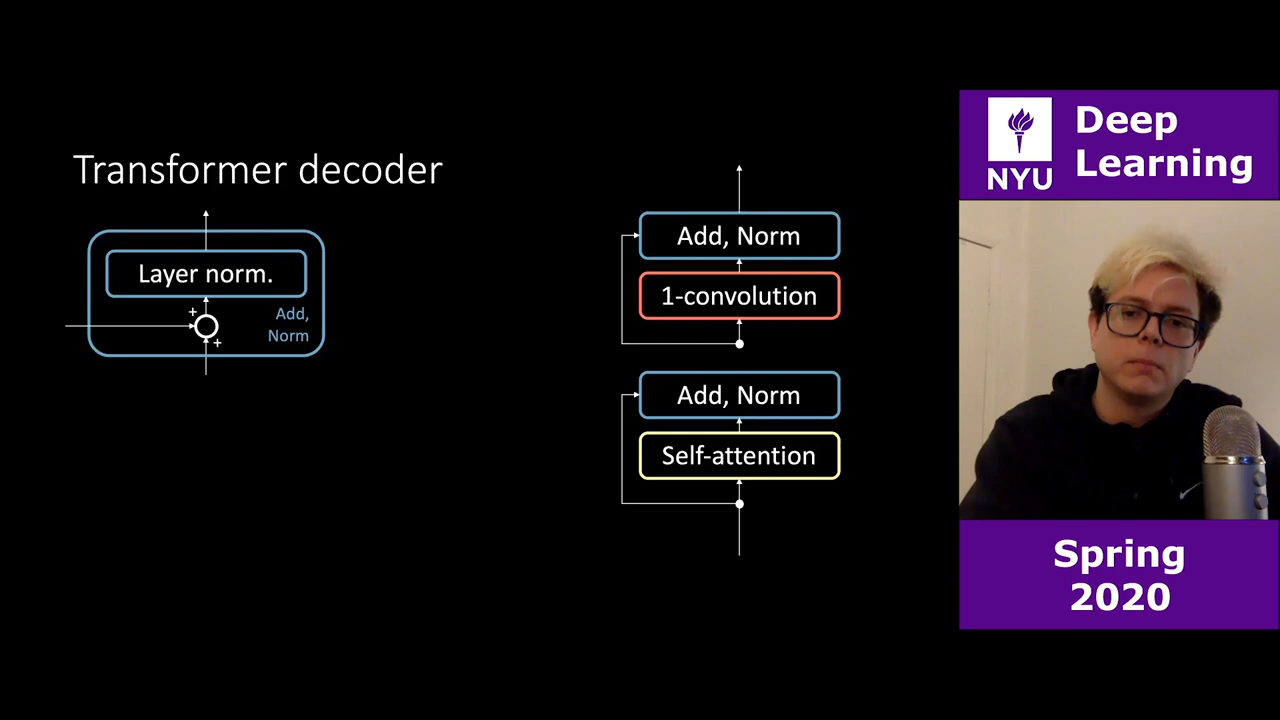 Transformer decoder
Layer norm.
+
Add,
Norm
+
Add, Norm
1-convolution
Add, Norm
Self-attention
NYU
Deep
Learning
Spring
2020